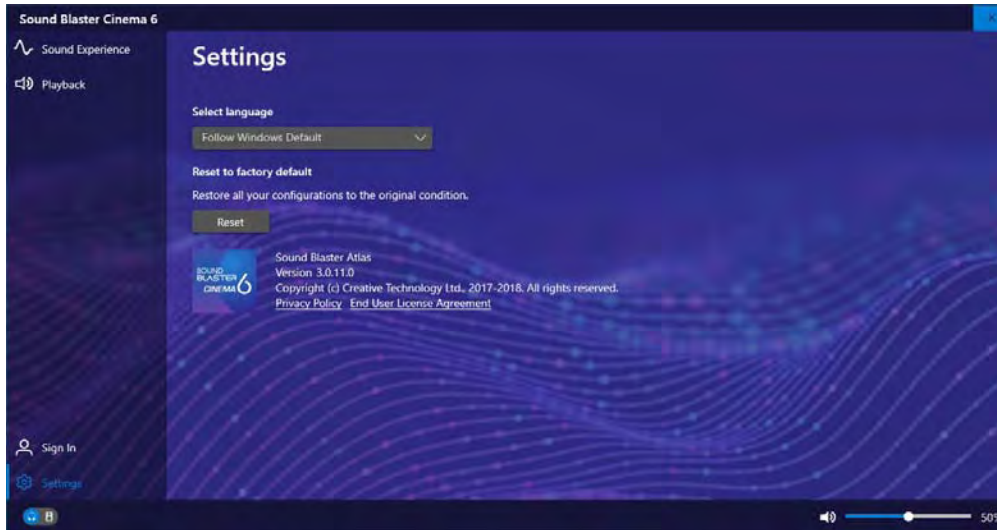 Sound Blaster Cinema 6
Sound Experience
Playback
Settings
Select language
Follow Windows Default
Reset to factory default
Restore all your configurations to the original condition.
Reset
SOUND
BLASTER
CINEMA 6
Sound Blaster Atlas
Version 3.0.11.0
Copyright (c) Creative Technology Ltd., 2017-2018. All rights reserved.
Privacy Policy End User License Agreement
Sign In
Settings
50%